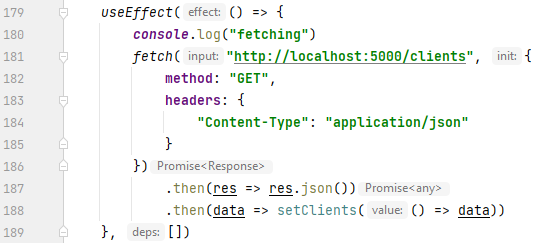 179 useEffect( effect: () => {
180 console.log("fetching")
181 fetch( input: "http://localhost:5000/clients", init: {
182 method: "GET",
183 headers: {
184 "Content-Type": "application/json"
185 }
186 }) Promise<Response>
187 .then(res => res.json()) Promise<any>
188 .then(data => setClients( value: () => data))
189 }, deps: [])